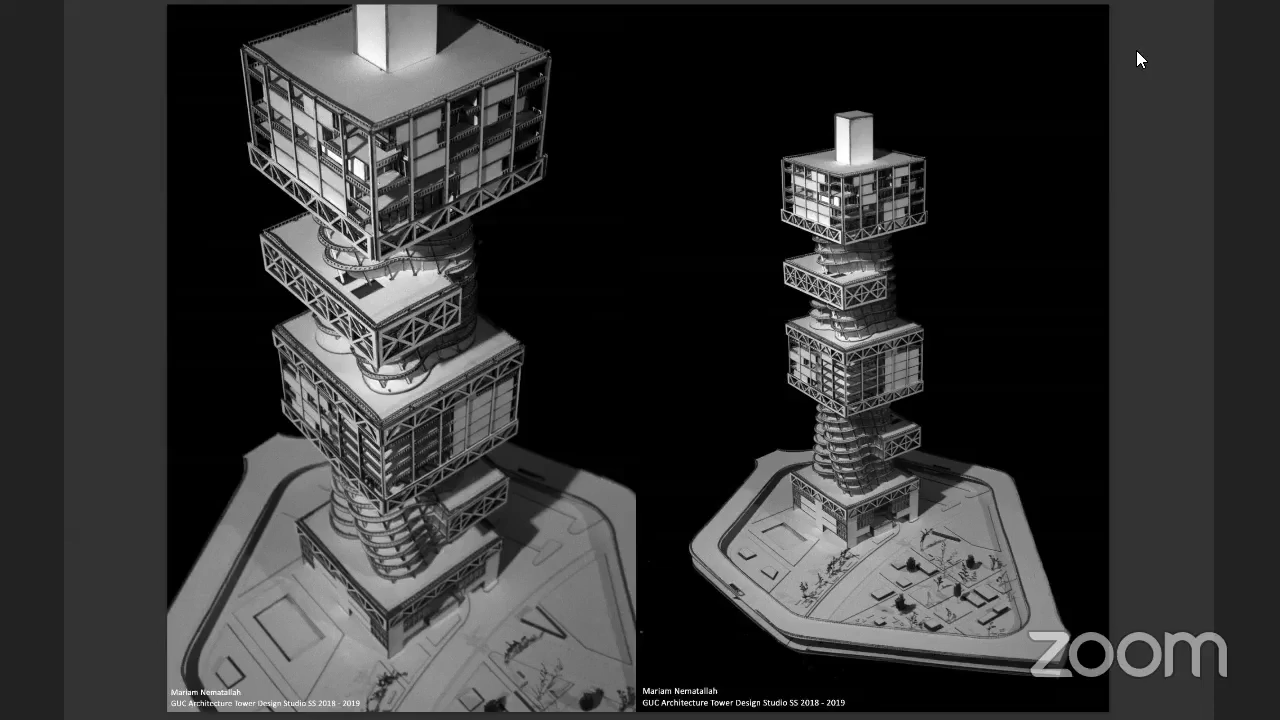 Mariam Nematallah
GUC Architecture Tower Design Studio SS 2018 - 2019
Mariam Nematallah
GUC Architecture Tower Design Studio SS 2018 - 2019
zoom